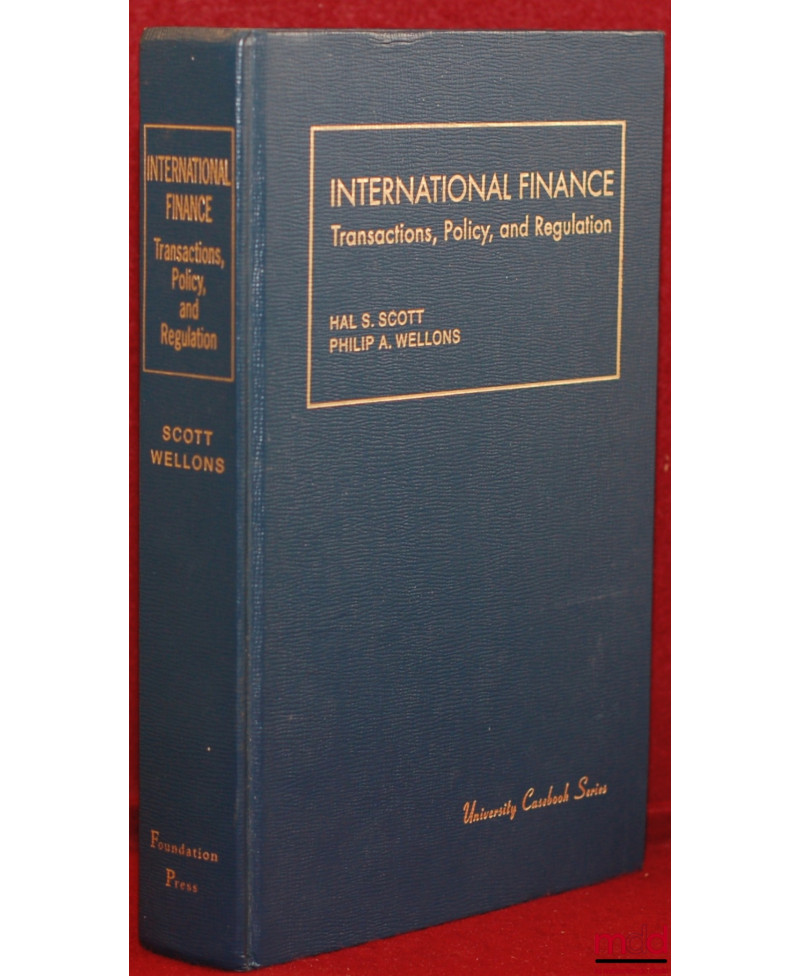 INTERNATIONAL
FINANCE
Transactions,
Policy,
and
Regulation
SCOTT
WELLONS
Foundation
Press
INTERNATIONAL FINANCE
Transactions, Policy, and Regulation
HAL S. SCOTT
PHILIP A. WELLONS
University Casebook Series
mdd